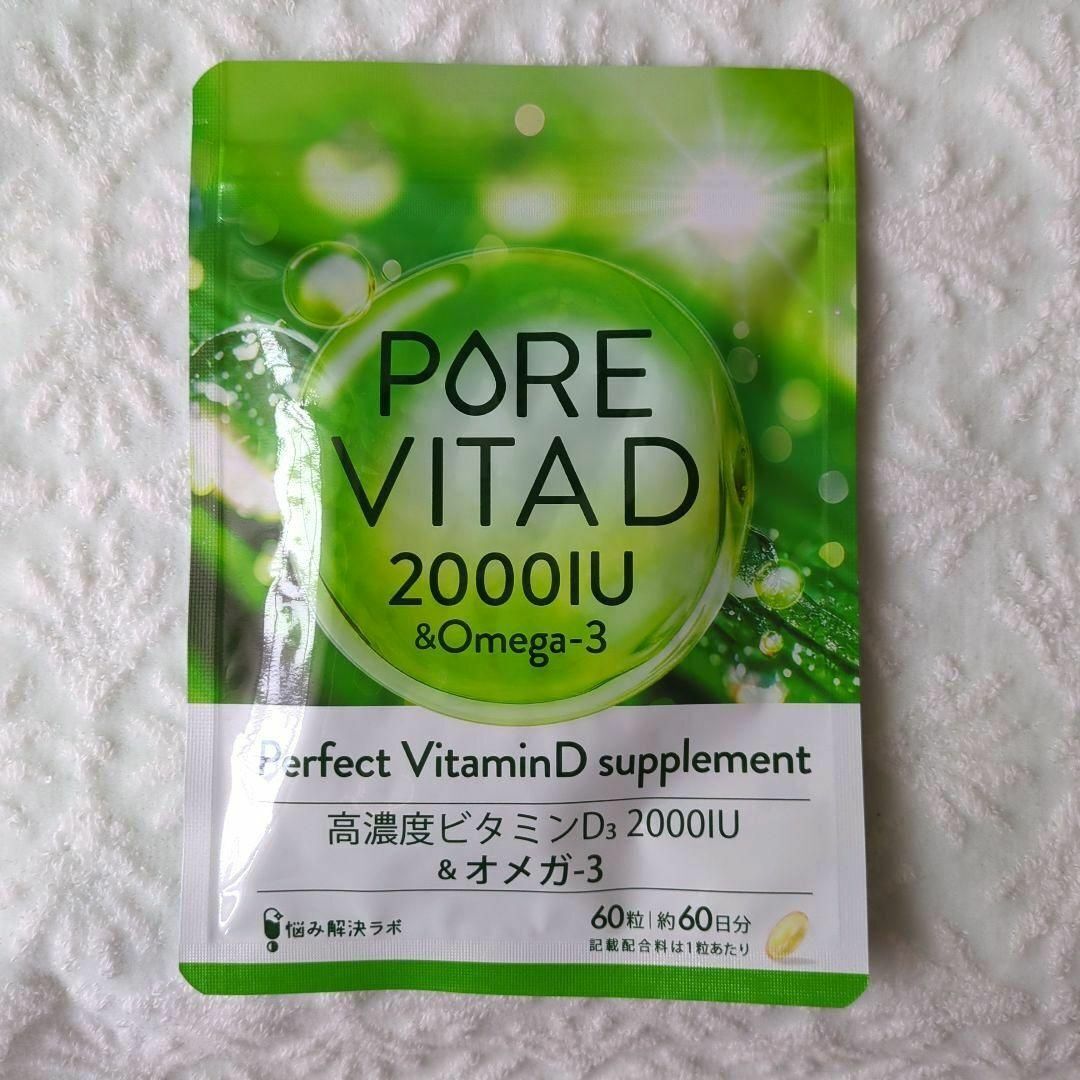 PORE
VITA D
2000IU
&Omega-3
Perfect VitaminD supplement
高濃度ビタミンD₃ 2000IU
& オメガ-3
60粒|約60日分
記載配合料は1粒あたり
悩み解決ラボ